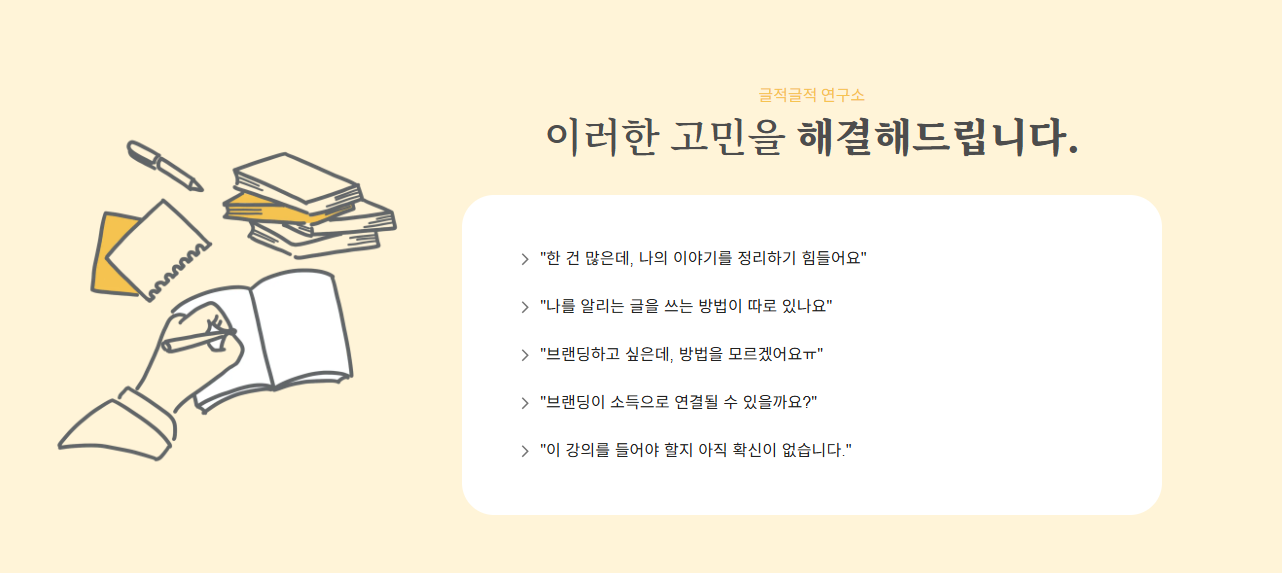 글적글적 연구소
이러한 고민을 해결해드립니다.
"한 건 많은데, 나의 이야기를 정리하기 힘들어요"
"나를 알리는 글을 쓰는 방법이 따로 있나요"
"브랜딩하고 싶은데, 방법을 모르겠어요ㅠ"
"브랜딩이 소득으로 연결될 수 있을까요?"
"이 강의를 들어야 할지 아직 확신이 없습니다."